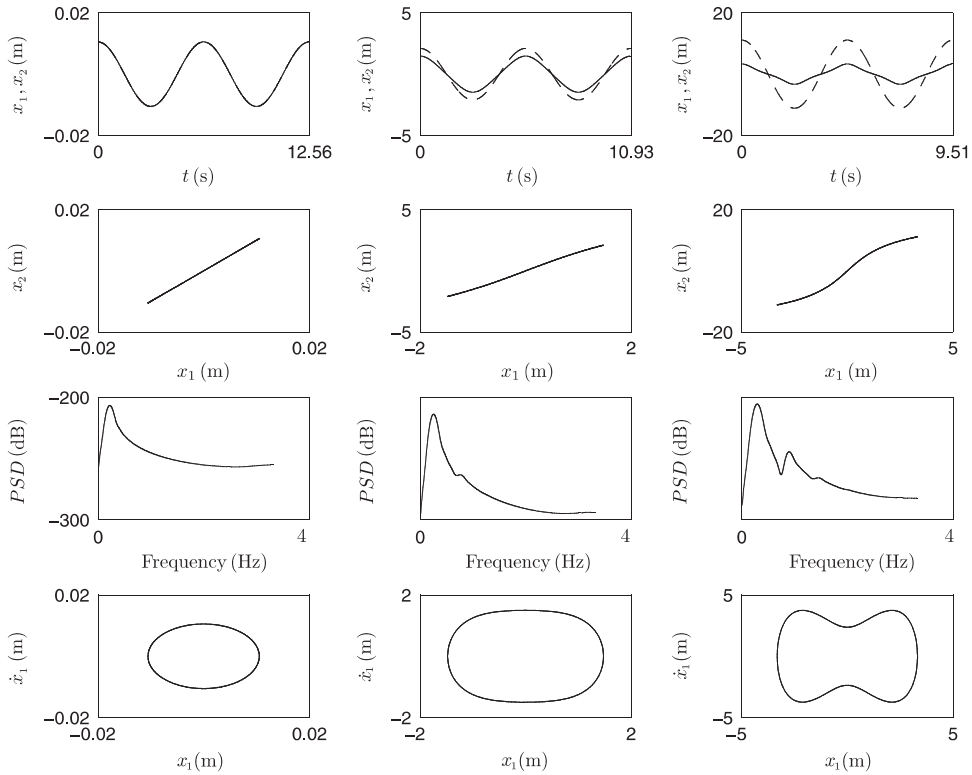 0.02
x₁, x₂ (m)
−0.02
0
12.56
t (s)
5
x₁, x₂ (m)
−5
0
10.93
t (s)
20
x₁, x₂ (m)
−20
0
9.51
t (s)
0.02
x₂ (m)
−0.02
−0.02
0.02
x₁ (m)
5
x₂ (m)
−5
−2
2
x₁ (m)
20
x₂ (m)
−20
−5
5
x₁ (m)
−200
PSD (dB)
−300
0
4
Frequency (Hz)
PSD (dB)
0
4
Frequency (Hz)
PSD (dB)
0
4
Frequency (Hz)
0.02
ẋ₁ (m)
−0.02
−0.02
0.02
x₁(m)
2
ẋ₁ (m)
−2
−2
2
x₁(m)
5
ẋ₁ (m)
−5
−5
5
x₁(m)